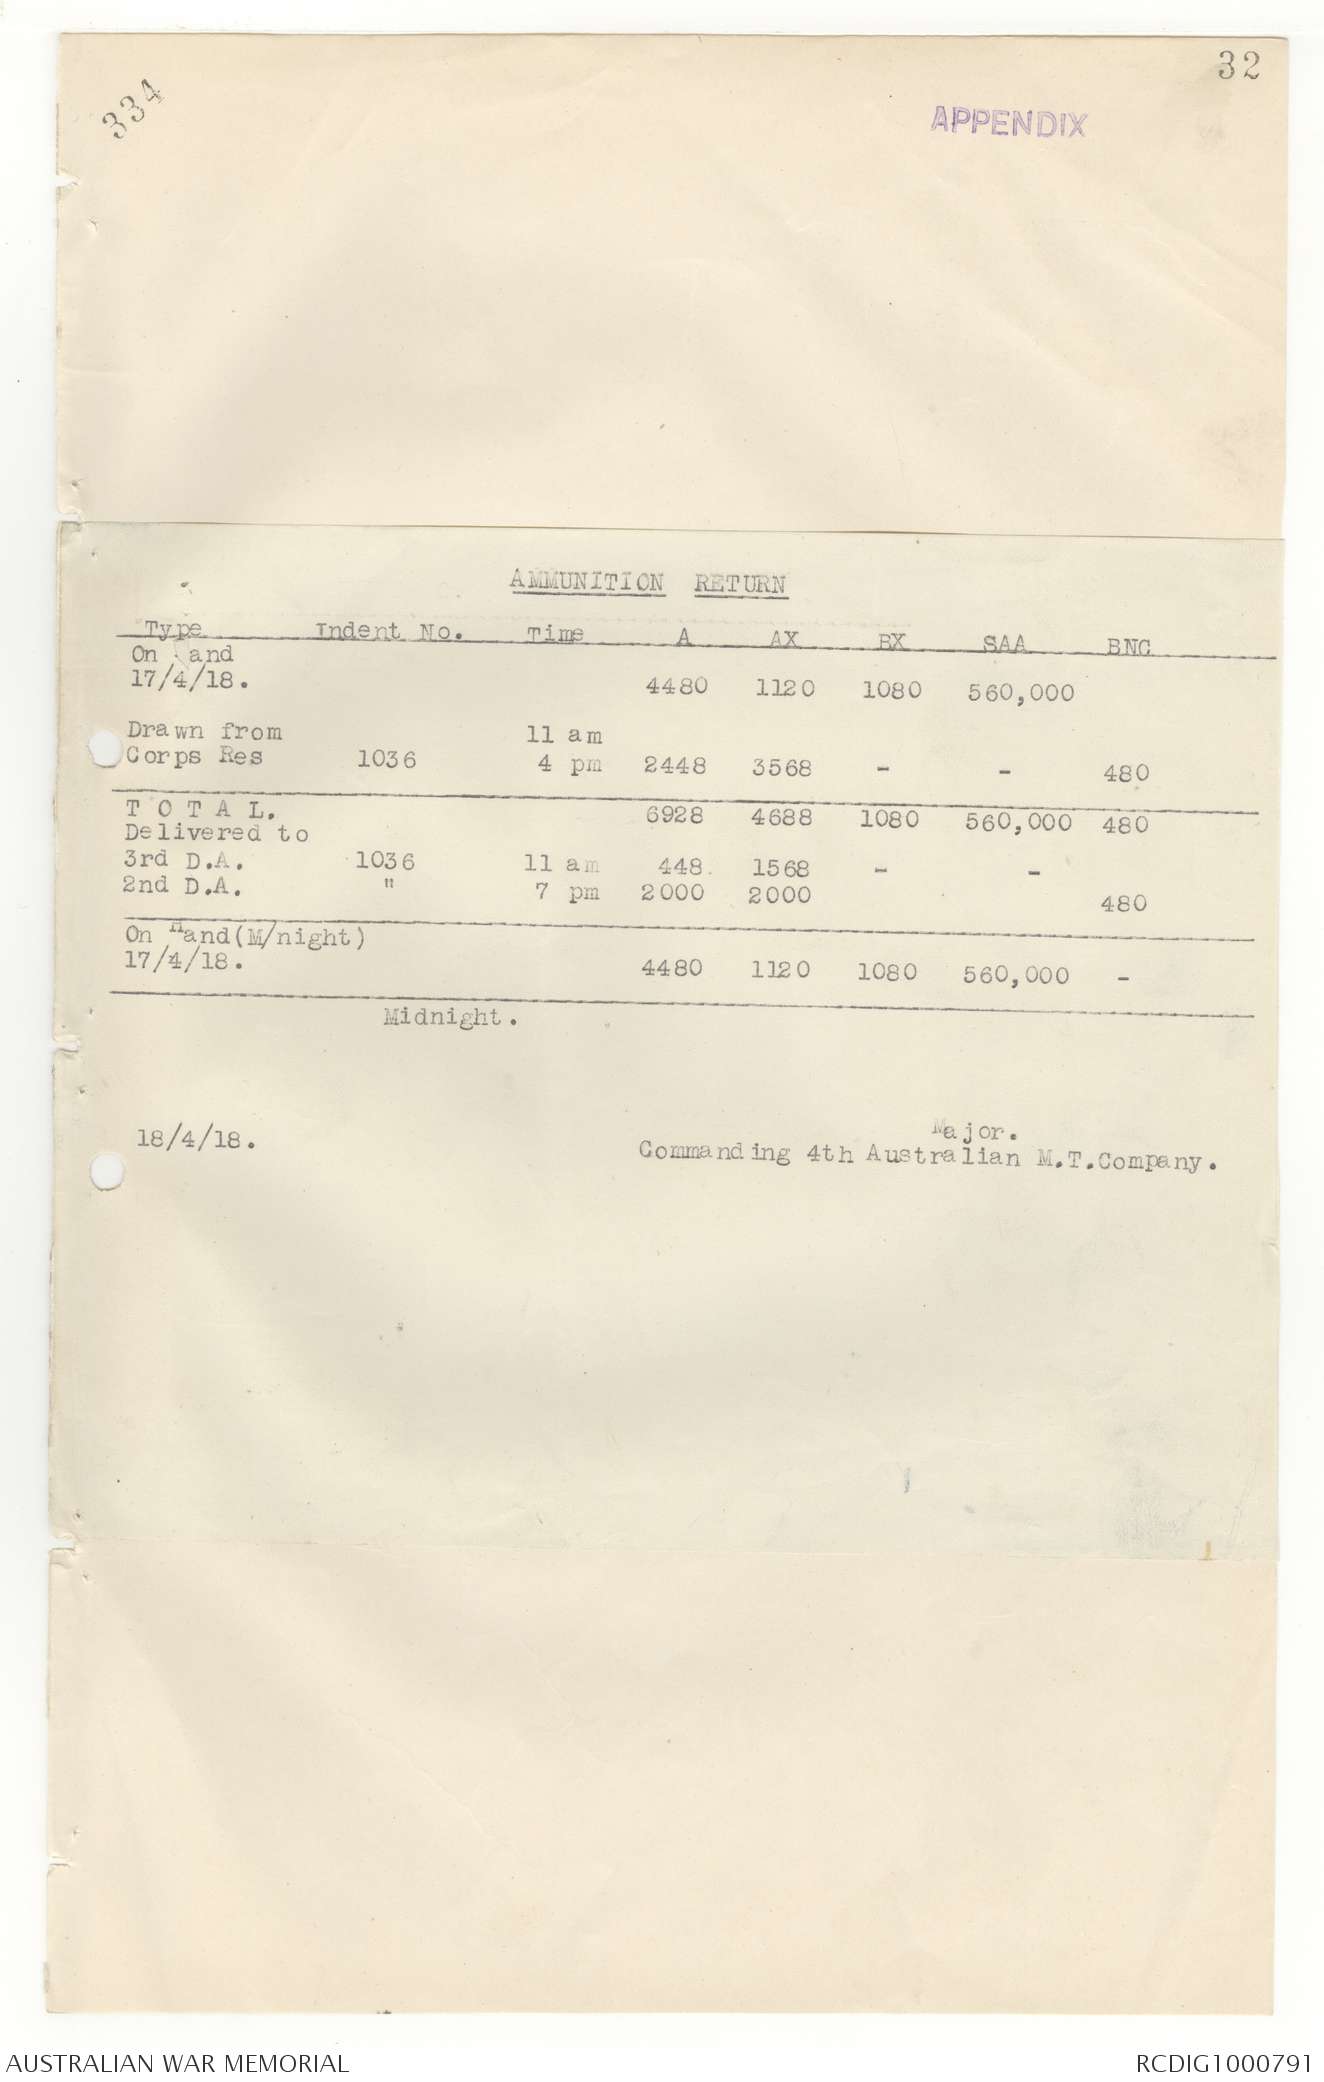 334
32
APPENDIX
AMMUNITION RETURN
Type Indent No. Time A AX BX SAA BNC
On and
17/4/18. 4480 1120 1080 560,000
Drawn from 11 am
Corps Res 1036 4 pm 2448 3568 - - 480
T O T A L. 6928 4688 1080 560,000 480
Delivered to
3rd D.A. 1036 11 am 448 1568 - -
2nd D.A. " 7 pm 2000 2000 480
On Hand(M/night)
17/4/18. 4480 1120 1080 560,000 -
Midnight.
18/4/18. Major.
Commanding 4th Australian M.T.Company.
AUSTRALIAN WAR MEMORIAL
RCDIG1000791